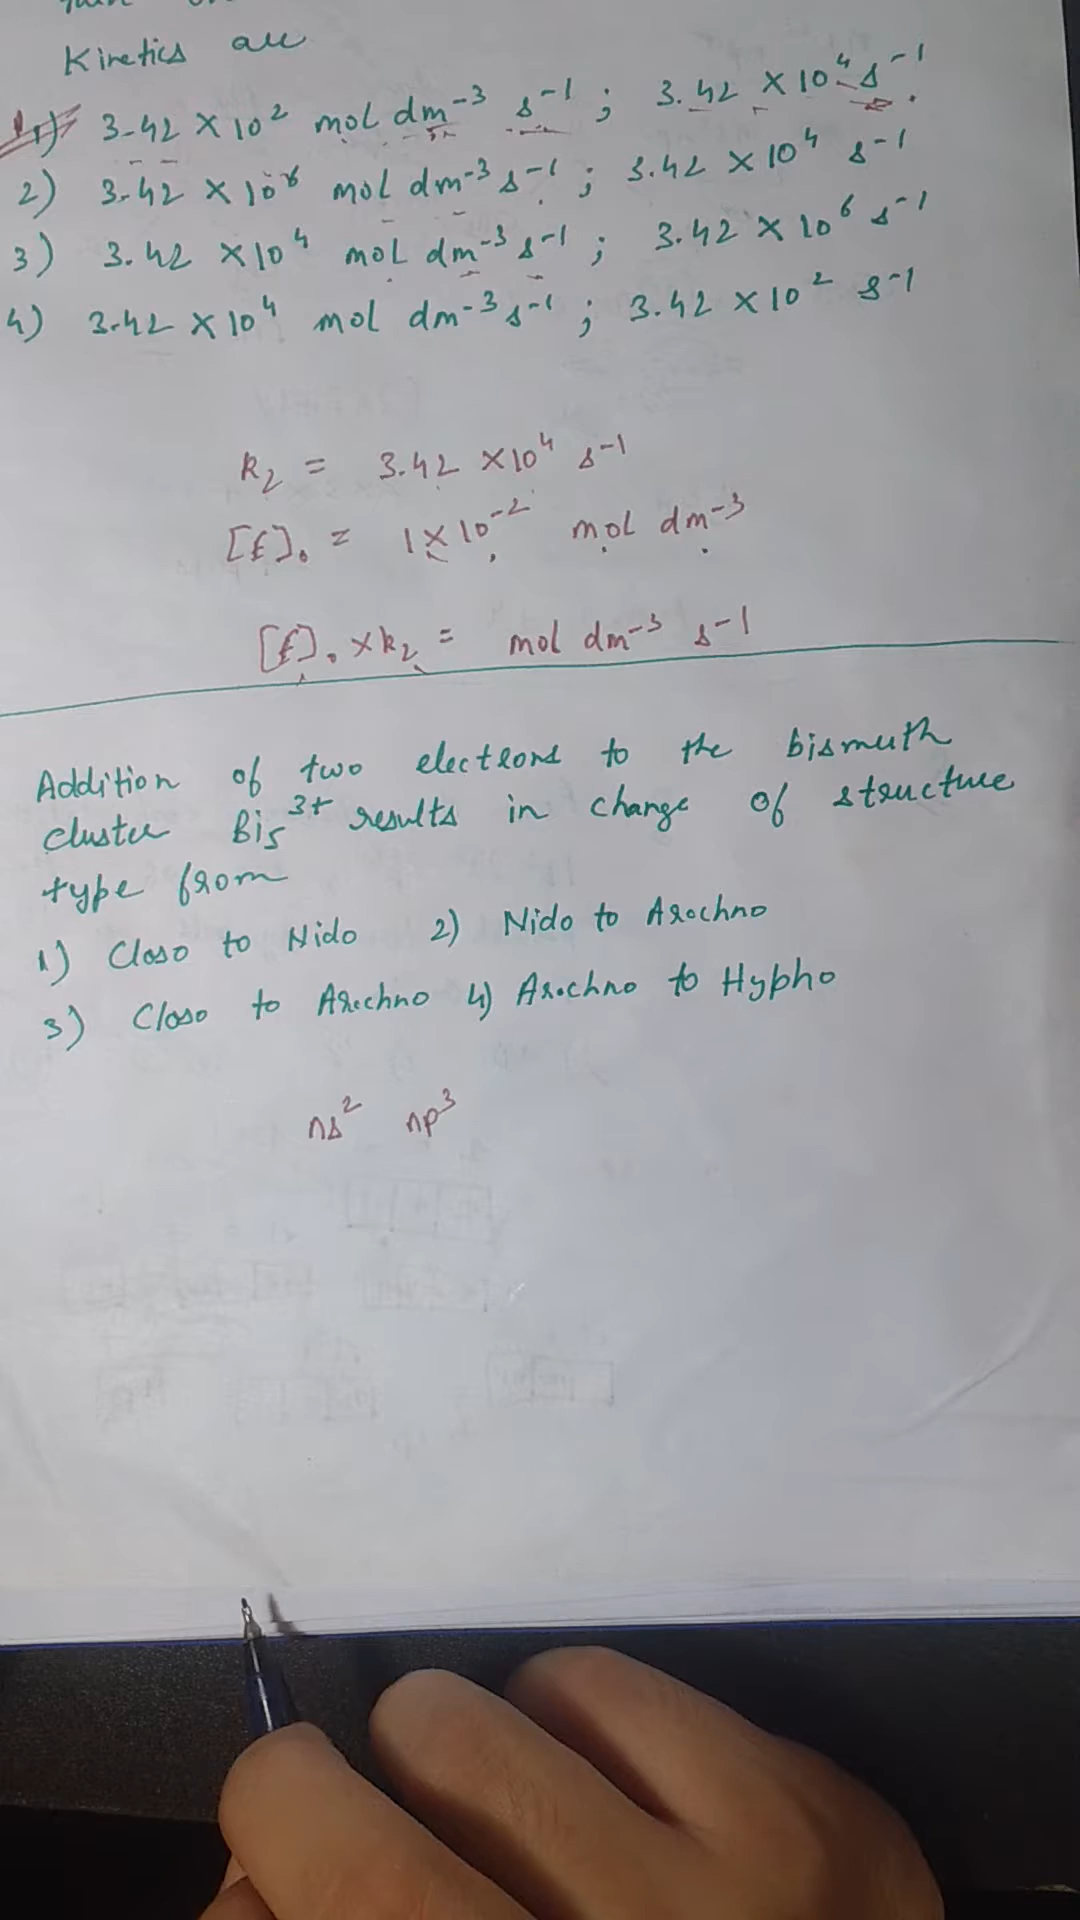 Kinetics are
1) 3.42 × 10² mol dm⁻³ s⁻¹ ; 3.42 × 10⁴ s⁻¹.
2) 3.42 × 10⁶ mol dm⁻³ s⁻¹ ; 3.42 × 10⁴ s⁻¹
3) 3.42 × 10⁴ mol dm⁻³ s⁻¹ ; 3.42 × 10⁶ s⁻¹
4) 3.42 × 10⁴ mol dm⁻³ s⁻¹ ; 3.42 × 10² s⁻¹
k₂ = 3.42 × 10⁴ s⁻¹
[E]₀ = 1 × 10⁻² mol dm⁻³
[E]₀ × k₂ = mol dm⁻³ s⁻¹
Addition of two electrons to the bismuth
cluster Bi₅³⁺ results in change of structure
type from
1) Closo to Nido 2) Nido to Arochno
3) Closo to Arechno 4) Arochno to Hypho
ns² np³